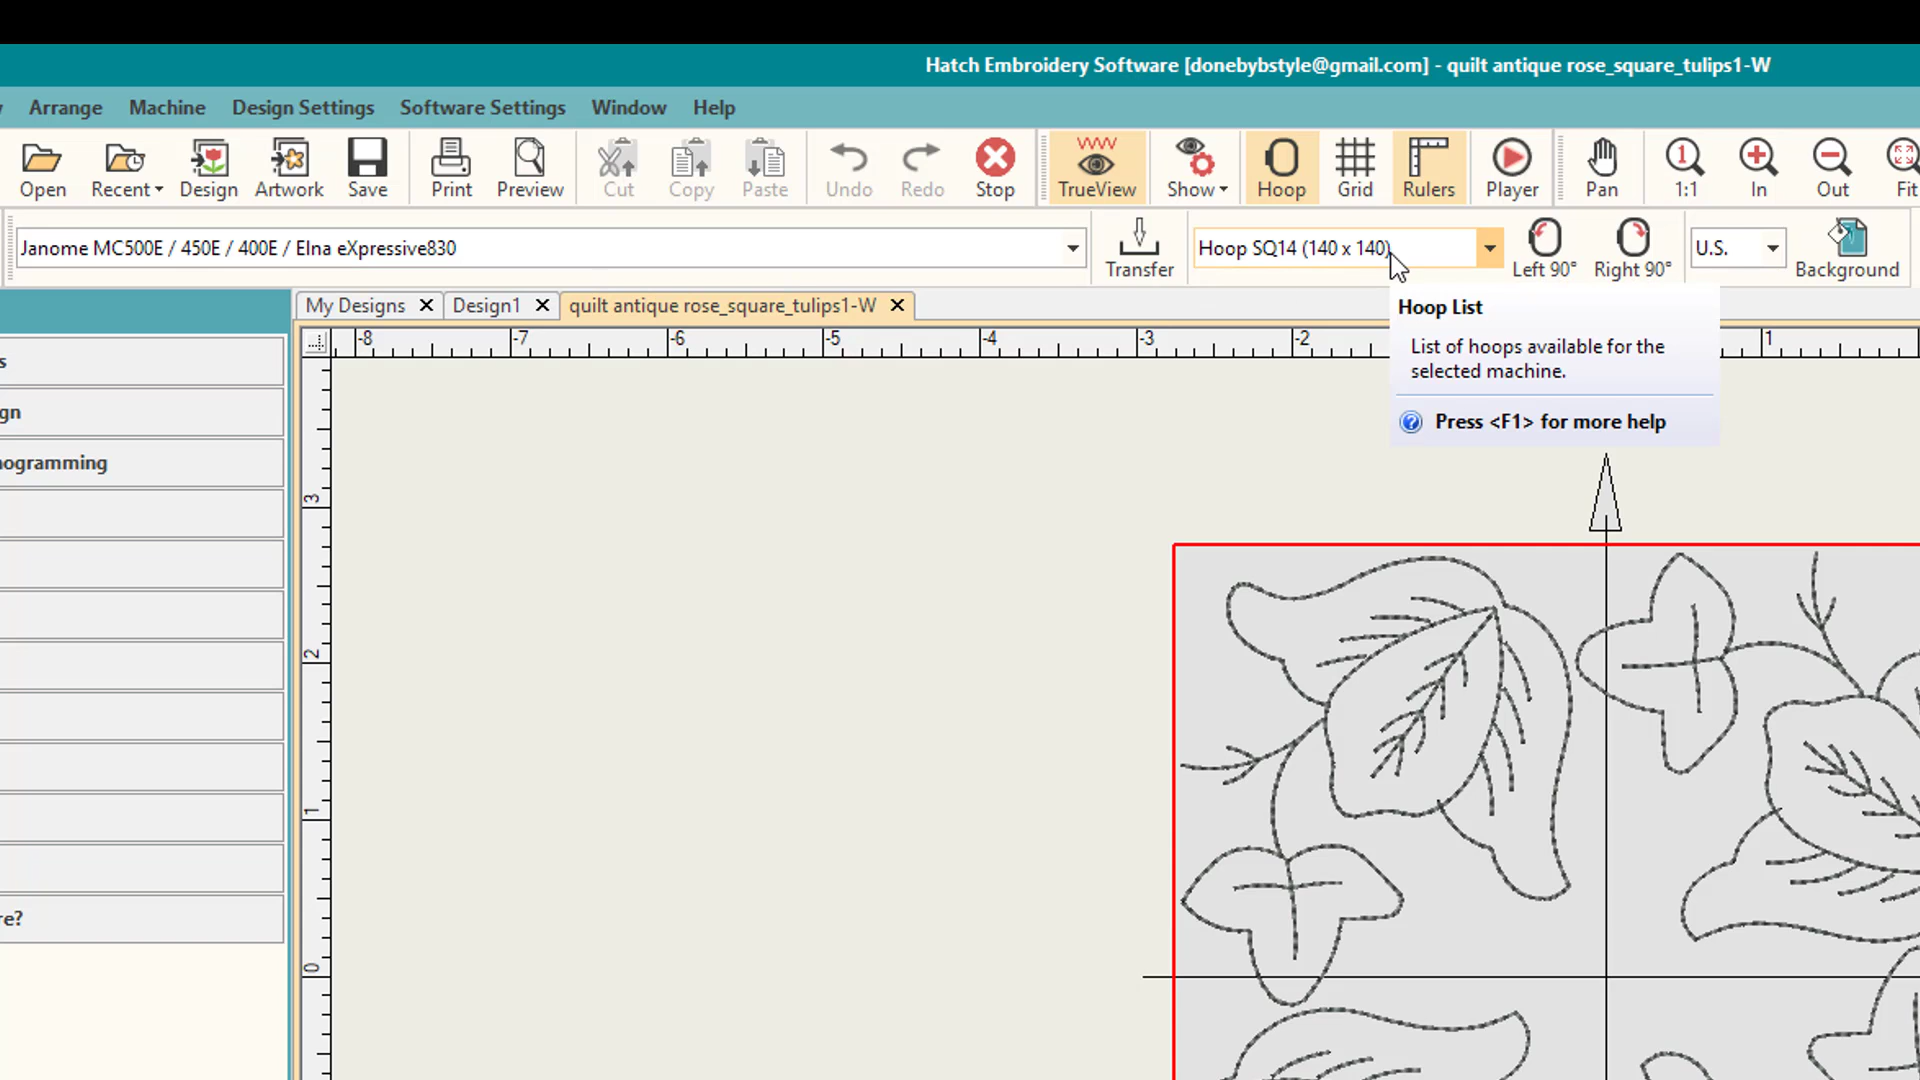 Hatch Embroidery Software [donebybstyle@gmail.com] - quilt antique rose_square_tulips1-W
Arrange Machine Design Settings Software Settings Window Help
Open Recent Design Artwork Save Print Preview Cut Copy Paste Undo Redo Stop TrueView Show Hoop Grid Rulers Player Pan 1:1 In Out Fit
Janome MC500E / 450E / 400E / Elna eXpressive830 Transfer Hoop SQ14 (140 x 140) Left 90° Right 90° U.S. Background
My Designs Design1 quilt antique rose_square_tulips1-W
Hoop List
-8 -7 -6 -5 -4 -3 -2 1
List of hoops available for the
selected machine.
Press <F1> for more help
s
gn
nogramming
re?
3
2
1
0